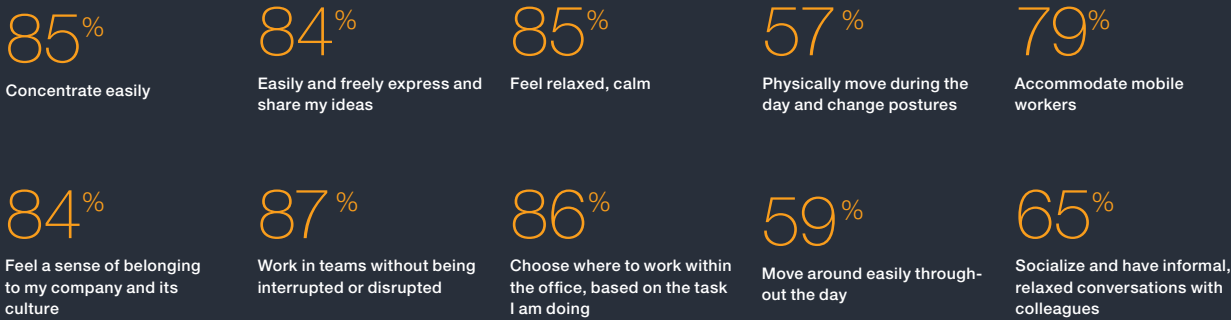 85%
Concentrate easily
84%
Easily and freely express and
share my ideas
85%
Feel relaxed, calm
57%
Physically move during the
day and change postures
79%
Accommodate mobile
workers
84%
Feel a sense of belonging
to my company and its
culture
87%
Work in teams without being
interrupted or disrupted
86%
Choose where to work within
the office, based on the task
I am doing
59%
Move around easily through-
out the day
65%
Socialize and have informal,
relaxed conversations with
colleagues